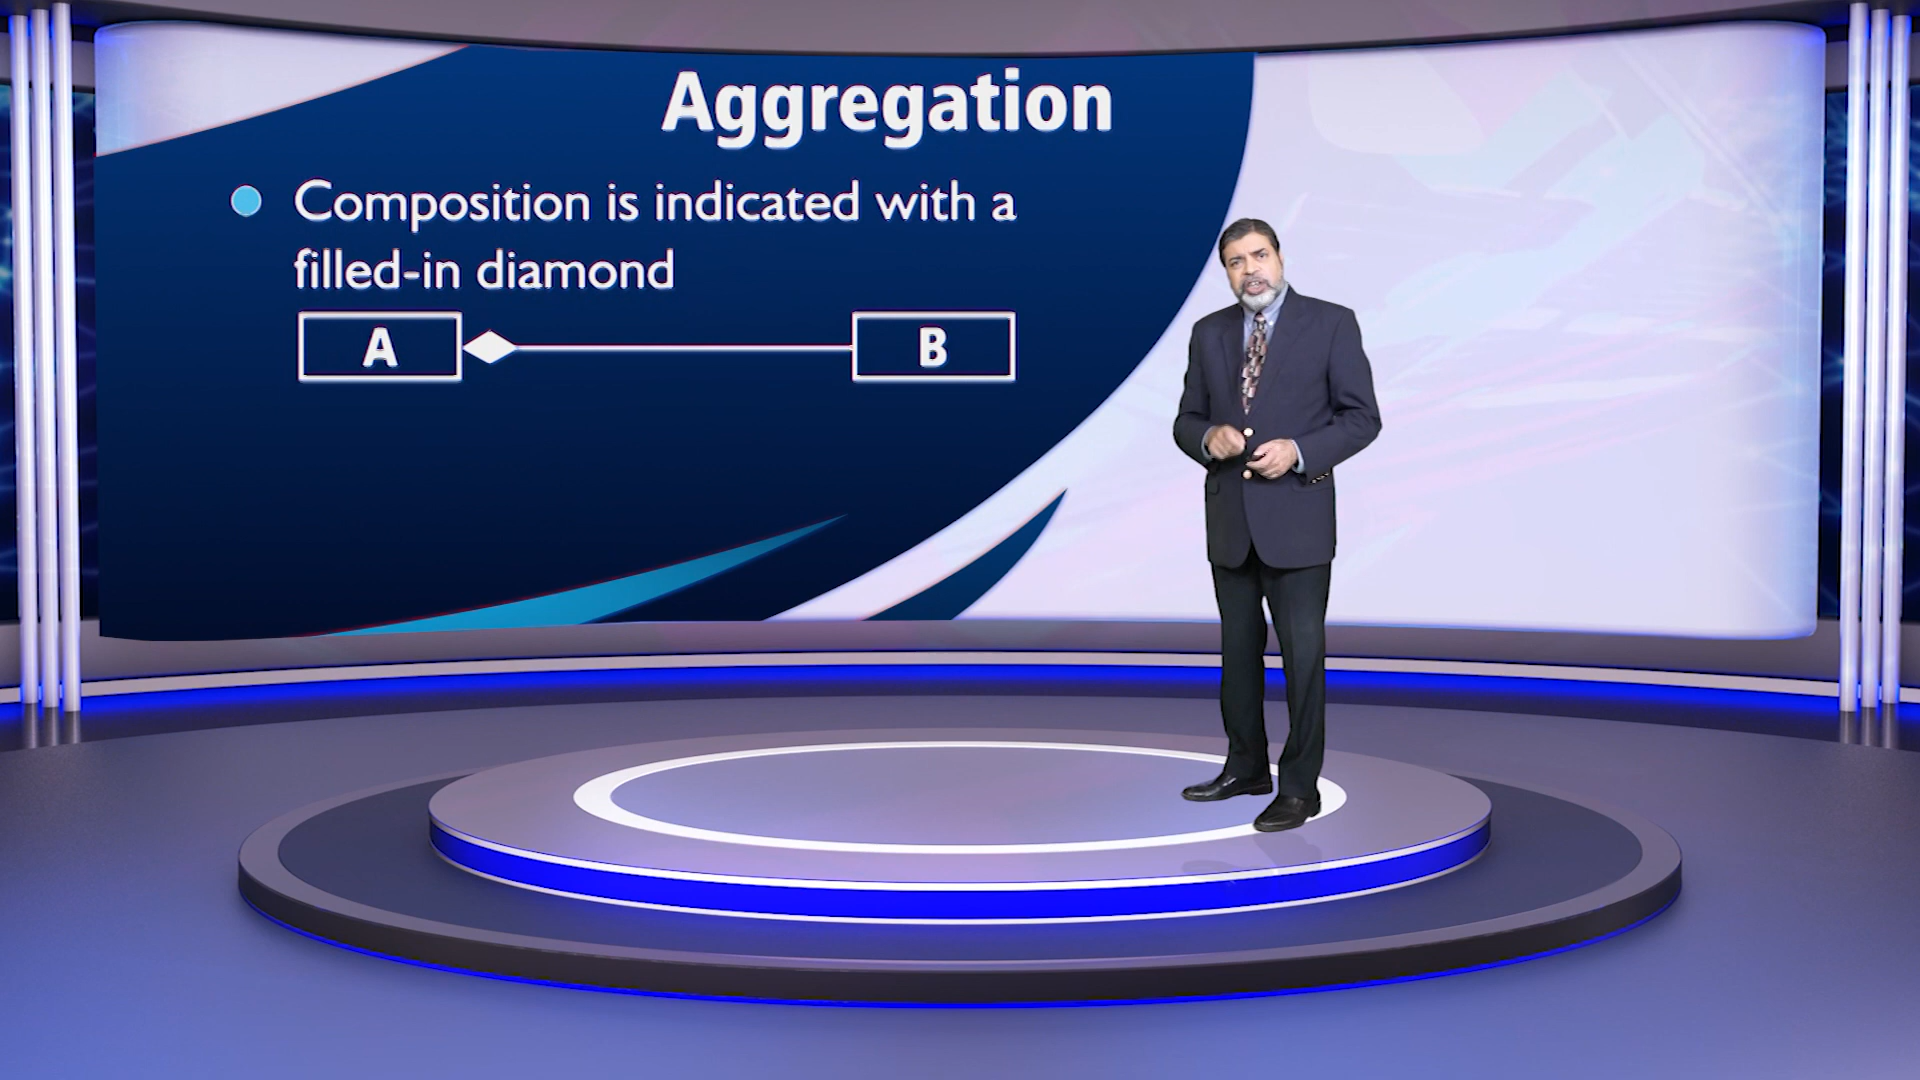 Aggregation
Composition is indicated with a
filled-in diamond
A
B